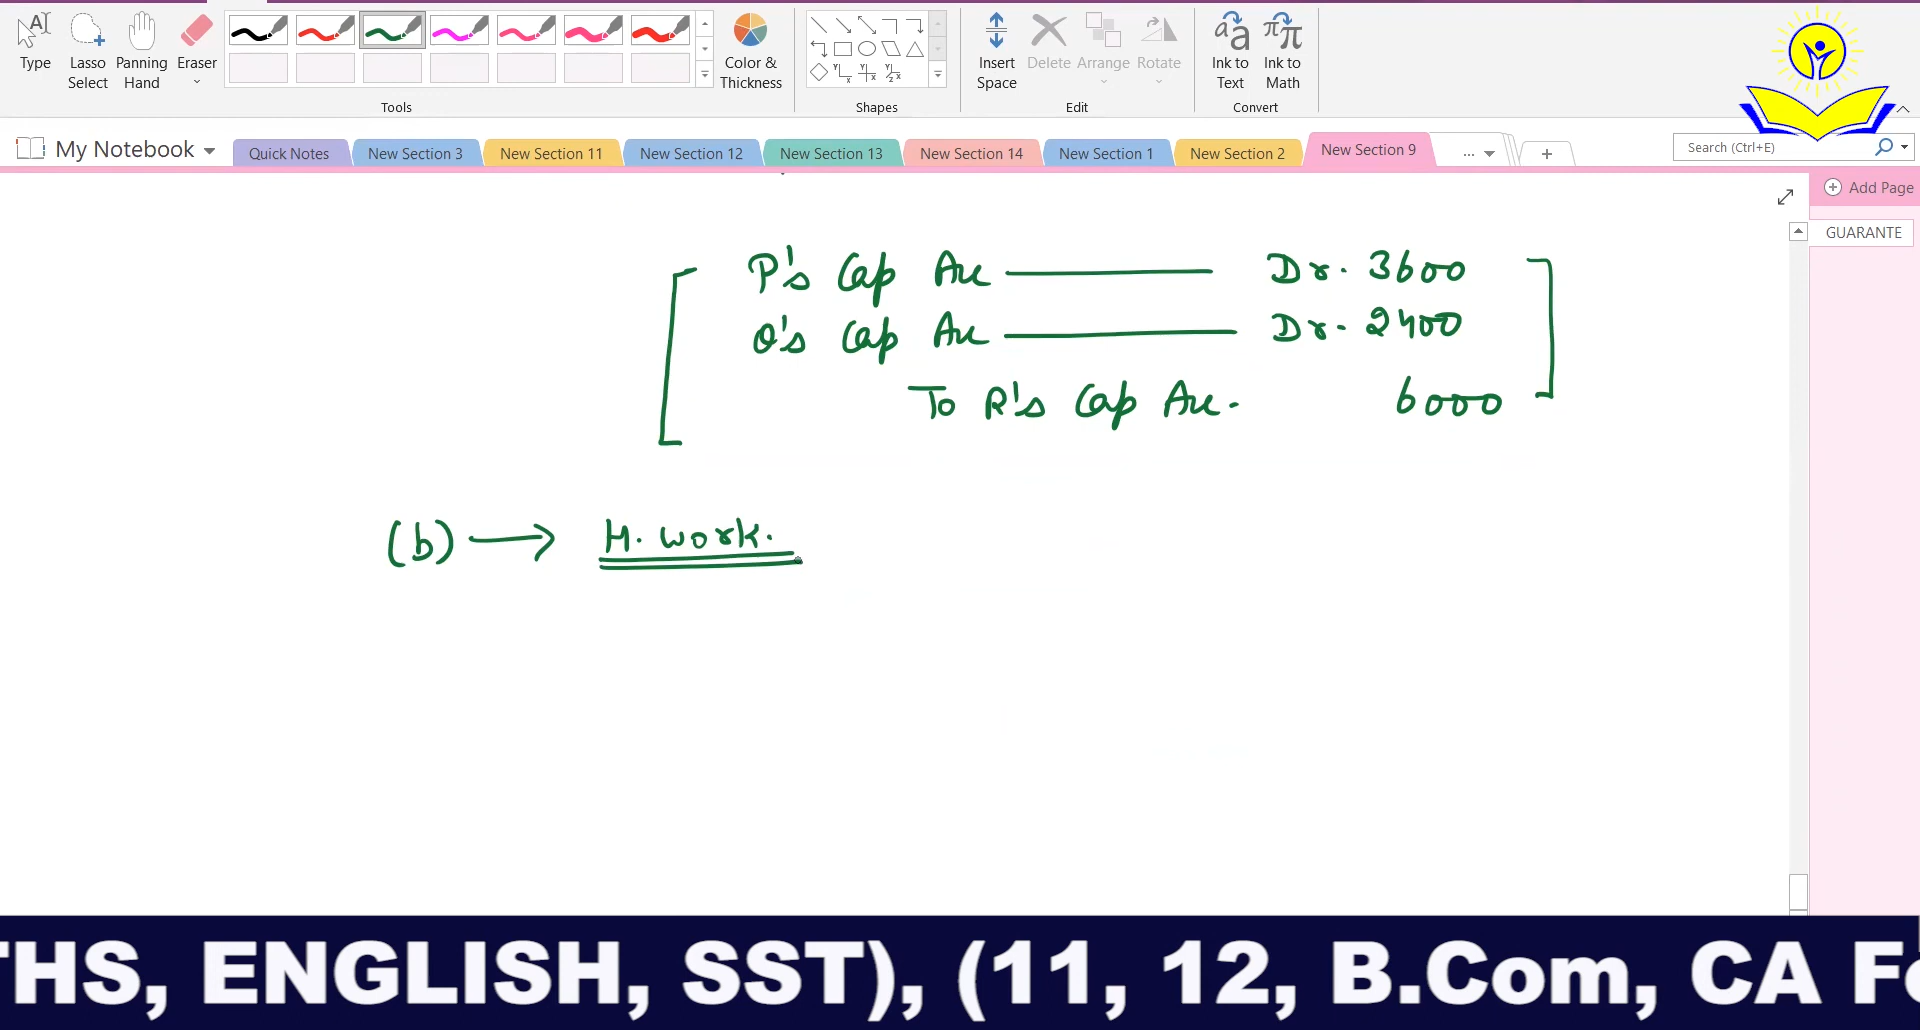 Type
Lasso Select
Panning Hand
Eraser
Color & Thickness
Insert Space
Delete
Arrange
Rotate
Ink to Text
Ink to Math
Tools
Shapes
Edit
Convert
My Notebook
Quick Notes
New Section 3
New Section 11
New Section 12
New Section 13
New Section 14
New Section 1
New Section 2
New Section 9
...
Search (Ctrl+E)
Add Page
GUARANTE
P's Cap A/c Dr. 3600
Q's Cap A/c Dr. 2400
To R's Cap A/c. 6000
(b) → H. work.
THS, ENGLISH, SST), (11, 12, B.Com, CA F